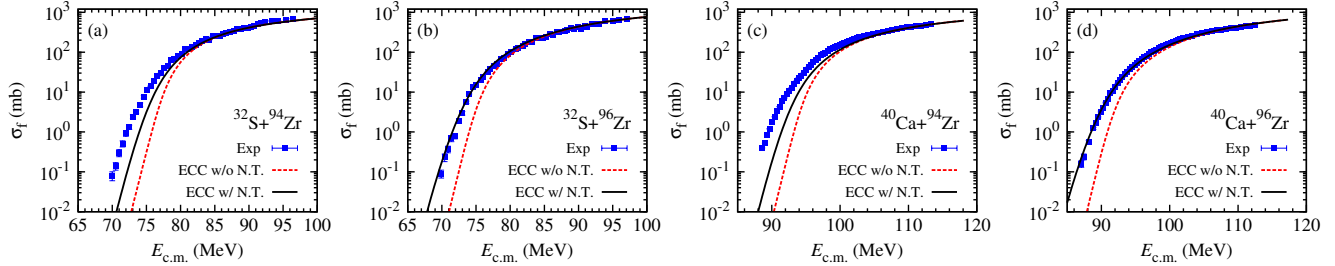 (a)
10³
10²
10¹
10⁰
10⁻¹
10⁻²
σf (mb)
³²S+⁹⁴Zr
Exp
ECC w/o N.T.
ECC w/ N.T.
65 70 75 80 85 90 95 100
Ec.m. (MeV)
(b)
10³
10²
10¹
10⁰
10⁻¹
10⁻²
σf (mb)
³²S+⁹⁶Zr
Exp
ECC w/o N.T.
ECC w/ N.T.
65 70 75 80 85 90 95 100
Ec.m. (MeV)
(c)
10³
10²
10¹
10⁰
10⁻¹
10⁻²
σf (mb)
⁴⁰Ca+⁹⁴Zr
Exp
ECC w/o N.T.
ECC w/ N.T.
90 100 110 120
Ec.m. (MeV)
(d)
10³
10²
10¹
10⁰
10⁻¹
10⁻²
σf (mb)
⁴⁰Ca+⁹⁶Zr
Exp
ECC w/o N.T.
ECC w/ N.T.
90 100 110 120
Ec.m. (MeV)